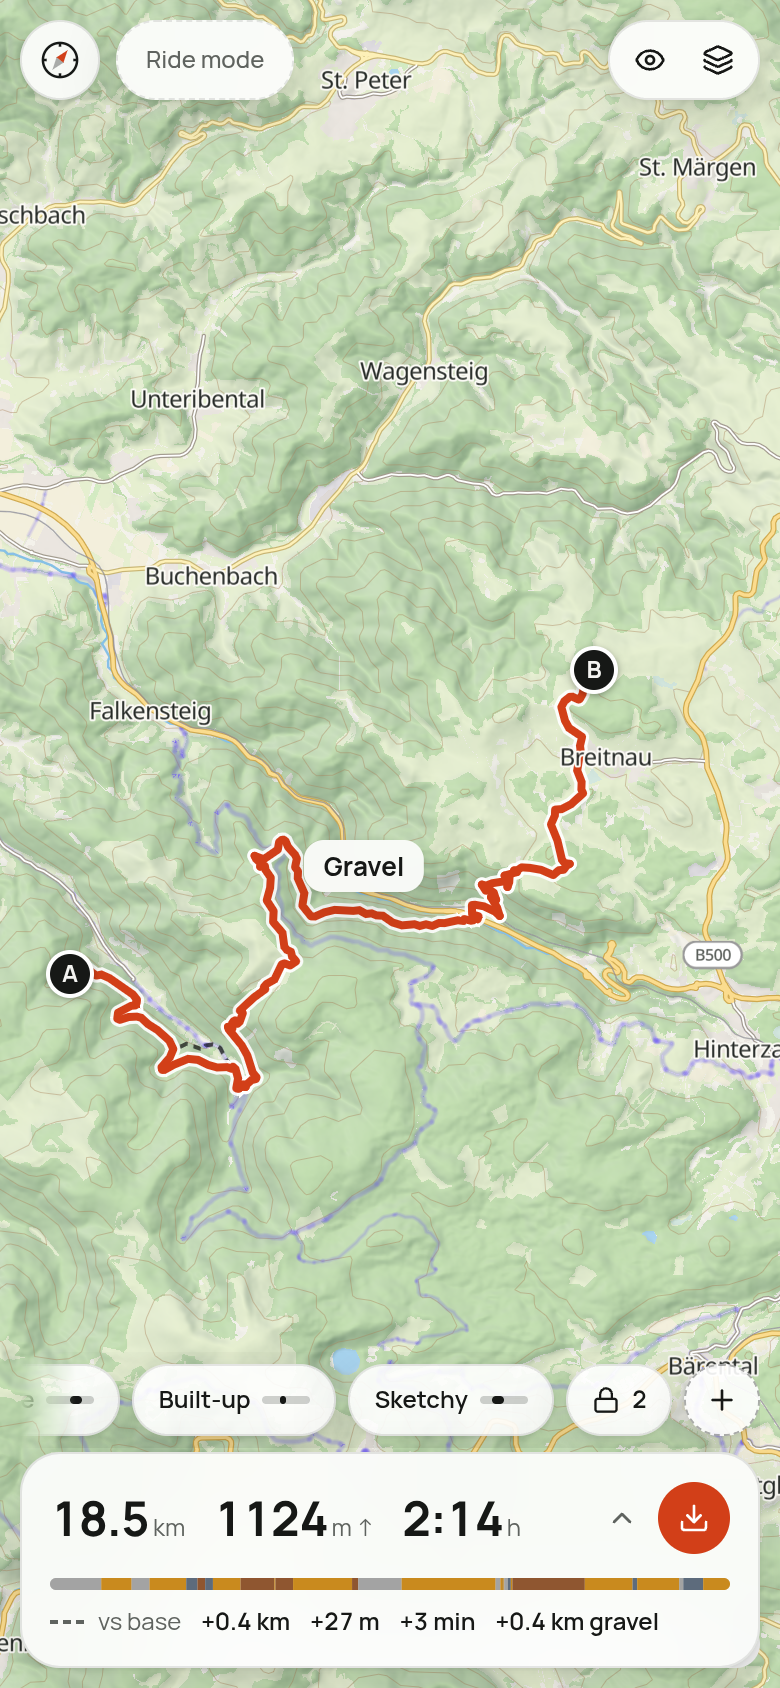 Ride mode
St. Peter
St. Märgen
schbach
Wagensteig
Unteribental
Buchenbach
B
Falkensteig
Breitnau
Gravel
B500
A
Hinterza
Bärental
Built-up
Sketchy
2
18.5 km 1124 m ↑ 2:14 h
vs base +0.4 km +27 m +3 min +0.4 km gravel